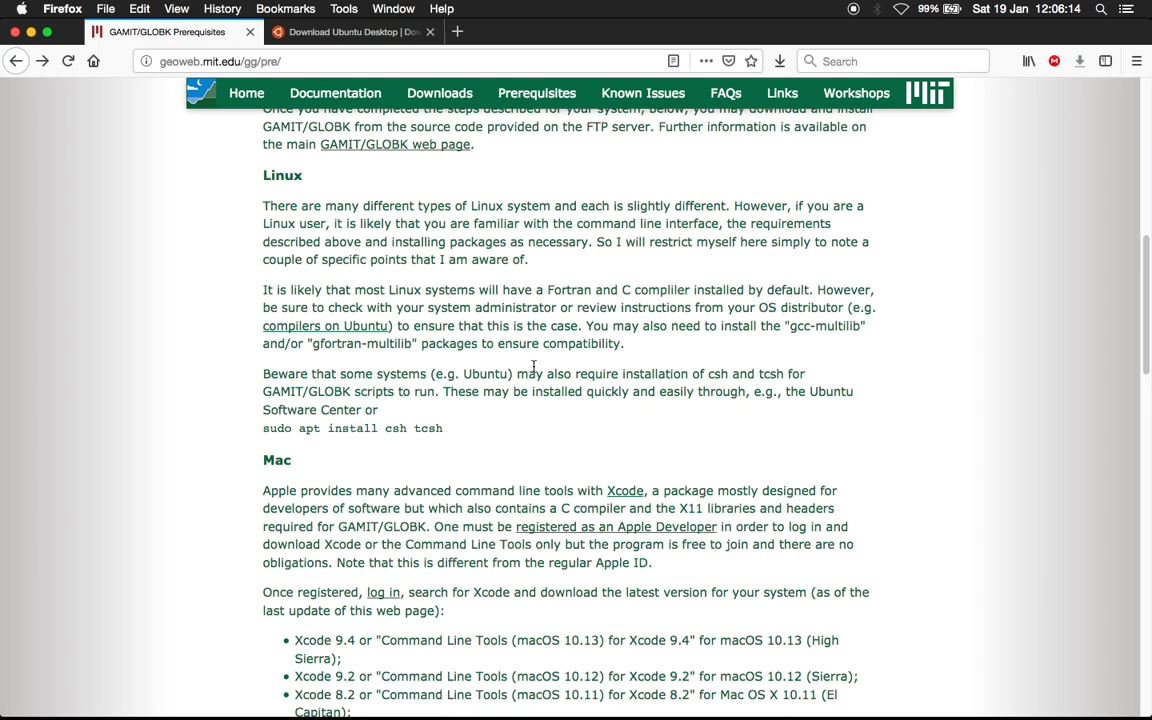 Firefox File Edit View History Bookmarks Tools Window Help 99% Sat 19 Jan 12:06:14
GAMIT/GLOBK Prerequisites Download Ubuntu Desktop | Do
geoweb.mit.edu/gg/pre/ Search
Home Documentation Downloads Prerequisites Known Issues FAQs Links Workshops MIT
Once you have completed the steps described for your system, below, you may download and install
GAMIT/GLOBK from the source code provided on the FTP server. Further information is available on
the main GAMIT/GLOBK web page.
Linux
There are many different types of Linux system and each is slightly different. However, if you are a
Linux user, it is likely that you are familiar with the command line interface, the requirements
described above and installing packages as necessary. So I will restrict myself here simply to note a
couple of specific points that I am aware of.
It is likely that most Linux systems will have a Fortran and C compliler installed by default. However,
be sure to check with your system administrator or review instructions from your OS distributor (e.g.
compilers on Ubuntu) to ensure that this is the case. You may also need to install the "gcc-multilib"
and/or "gfortran-multilib" packages to ensure compatibility.
Beware that some systems (e.g. Ubuntu) may also require installation of csh and tcsh for
GAMIT/GLOBK scripts to run. These may be installed quickly and easily through, e.g., the Ubuntu
Software Center or
sudo apt install csh tcsh
Mac
Apple provides many advanced command line tools with Xcode, a package mostly designed for
developers of software but which also contains a C compiler and the X11 libraries and headers
required for GAMIT/GLOBK. One must be registered as an Apple Developer in order to log in and
download Xcode or the Command Line Tools only but the program is free to join and there are no
obligations. Note that this is different from the regular Apple ID.
Once registered, log in, search for Xcode and download the latest version for your system (as of the
last update of this web page):
• Xcode 9.4 or "Command Line Tools (macOS 10.13) for Xcode 9.4" for macOS 10.13 (High
Sierra);
• Xcode 9.2 or "Command Line Tools (macOS 10.12) for Xcode 9.2" for macOS 10.12 (Sierra);
• Xcode 8.2 or "Command Line Tools (macOS 10.11) for Xcode 8.2" for Mac OS X 10.11 (El
Capitan);